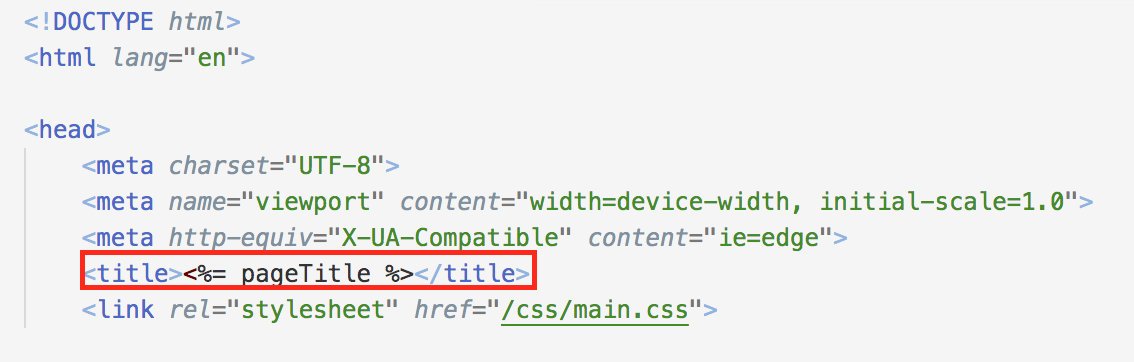 <!DOCTYPE html>
<html lang="en">
<head>
<meta charset="UTF-8">
<meta name="viewport" content="width=device-width, initial-scale=1.0">
<meta http-equiv="X-UA-Compatible" content="ie=edge">
<title><%= pageTitle %></title>
<link rel="stylesheet" href="/css/main.css">